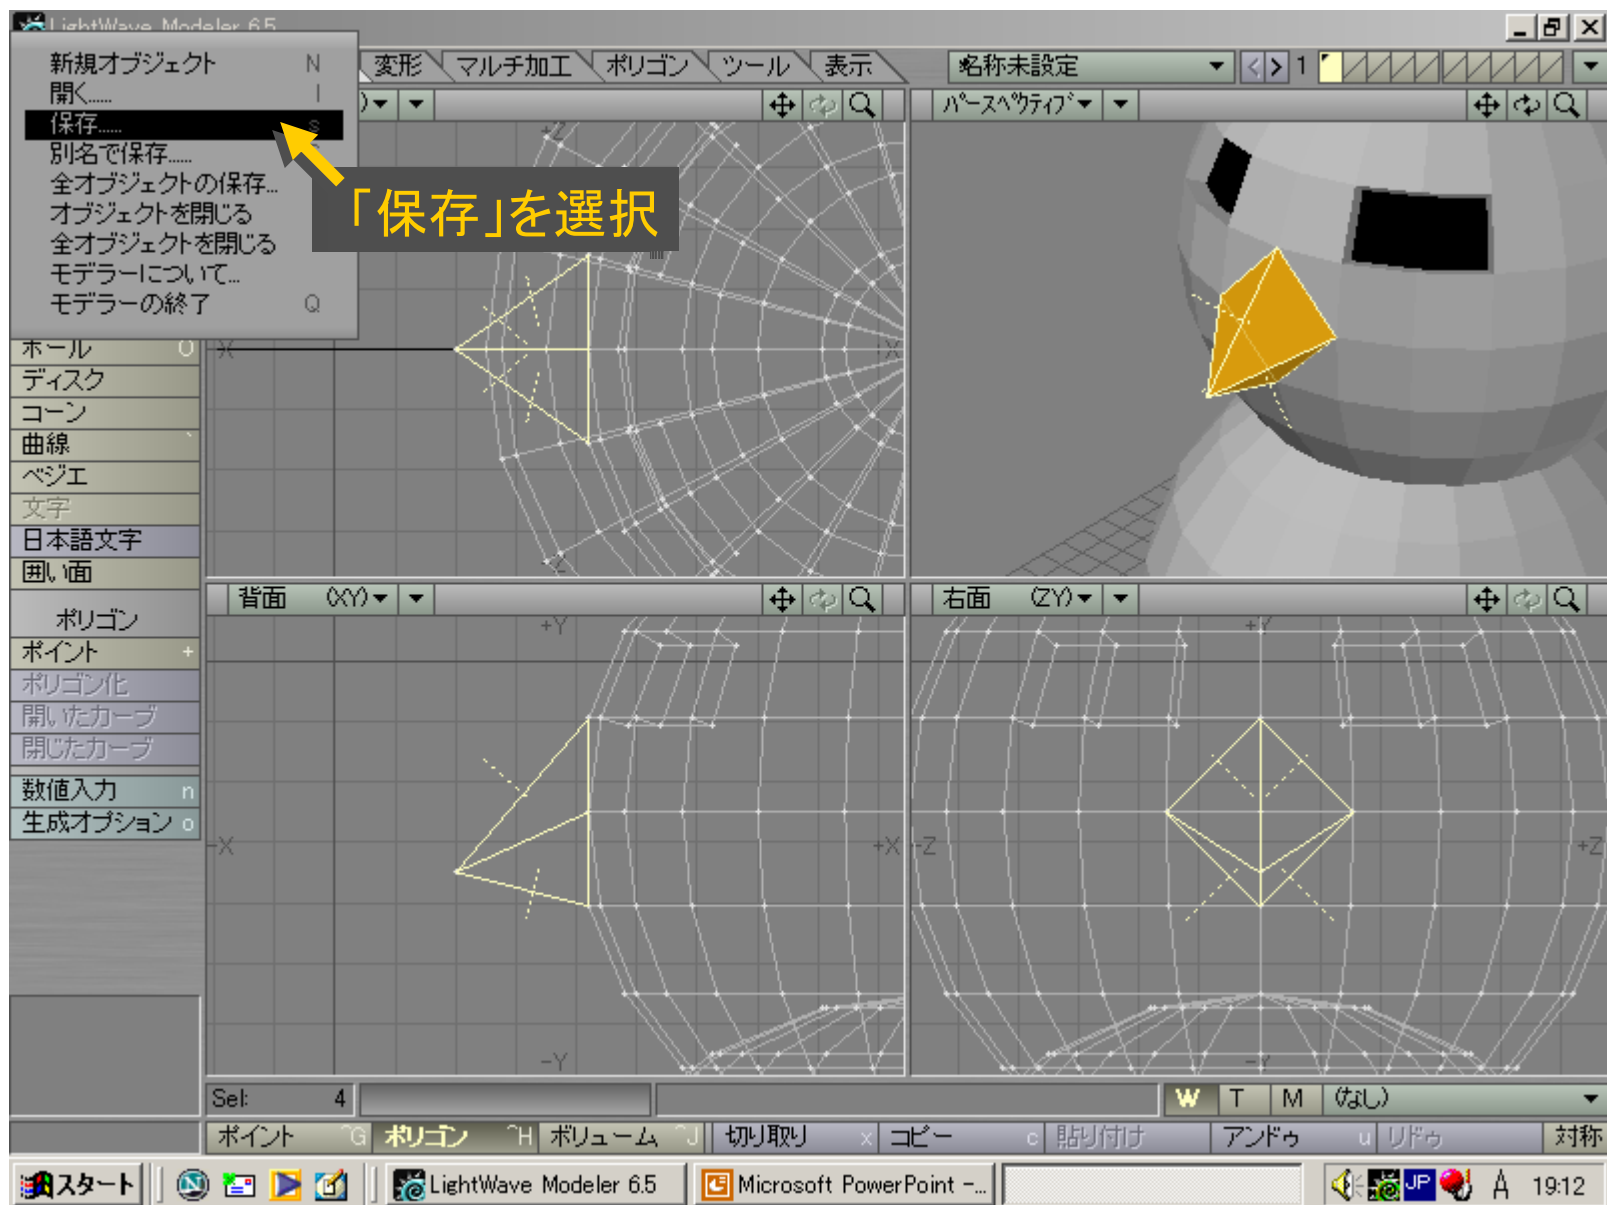 LightWave Modeler 6.5
新規オブジェクト N
開く...... I
保存...... s
別名で保存......
全オブジェクトの保存...
オブジェクトを閉じる
全オブジェクトを閉じる
モデラーについて...
モデラーの終了 Q
「保存」を選択
変形 マルチ加工 ポリゴン ツール 表示
名称未設定 1
パースペクティブ
+Z
-X +X
-Z
ボール O
ディスク
コーン
曲線 `
ベジエ
文字
日本語文字
囲い面
ポリゴン
ポイント +
ポリゴン化
開いたカーブ
閉じたカーブ
数値入力 n
生成オプション o
背面 (XY)
+Y
-X +X
-Y
右面 (ZY)
+Y
-Z +Z
-Y
Sel: 4
W T M (なし)
ポイント ^G ポリゴン ^H ボリューム ^J 切り取り x コピー c 貼り付け アンドゥ u リドゥ 対称
スタート LightWave Modeler 6.5 Microsoft PowerPoint -... JP A 19:12